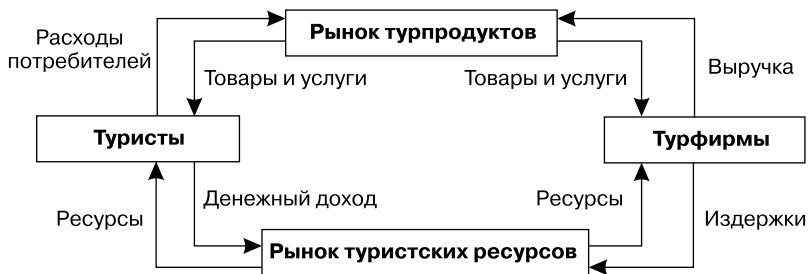 Рынок турпродуктов
Расходы
потребителей
Товары и услуги
Товары и услуги
Выручка
Туристы
Турфирмы
Денежный доход
Ресурсы
Ресурсы
Издержки
Рынок туристских ресурсов